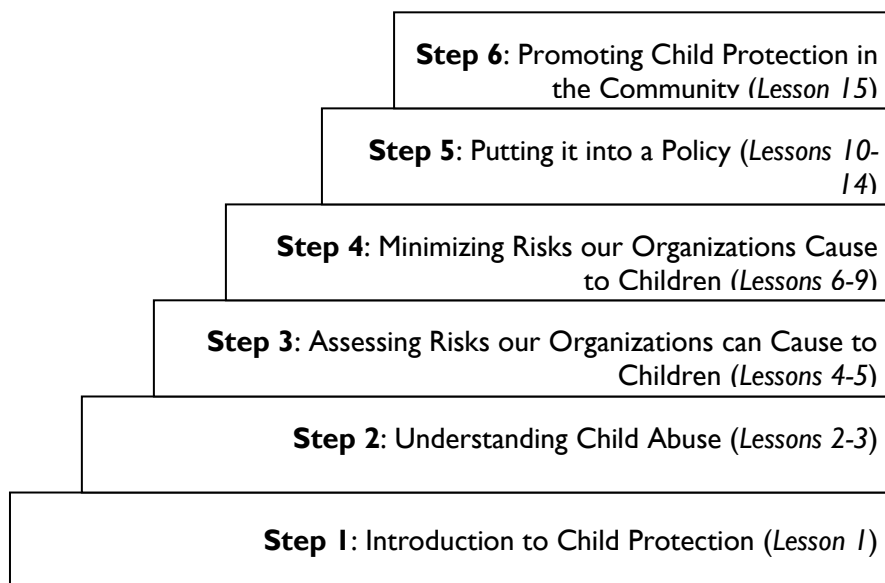 Step 6: Promoting Child Protection in
the Community (Lesson 15)
Step 5: Putting it into a Policy (Lessons 10-
14)
Step 4: Minimizing Risks our Organizations Cause
to Children (Lessons 6-9)
Step 3: Assessing Risks our Organizations can Cause to
Children (Lessons 4-5)
Step 2: Understanding Child Abuse (Lessons 2-3)
Step 1: Introduction to Child Protection (Lesson 1)